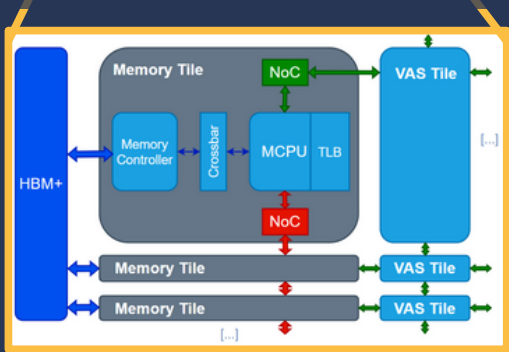 Memory Tile
NoC
VAS Tile
[...]
HBM+
Memory
Controller
Crossbar
MCPU
TLB
NoC
Memory Tile
VAS Tile
Memory Tile
VAS Tile
[...]